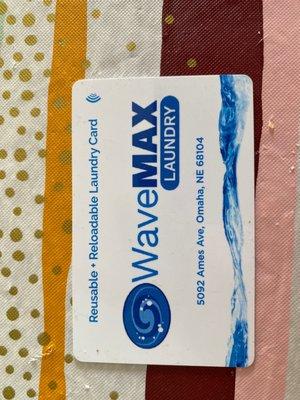 Reusable + Reloadable Laundry Card
WaveMAX
LAUNDRY
5092 Ames Ave, Omaha, NE 68104